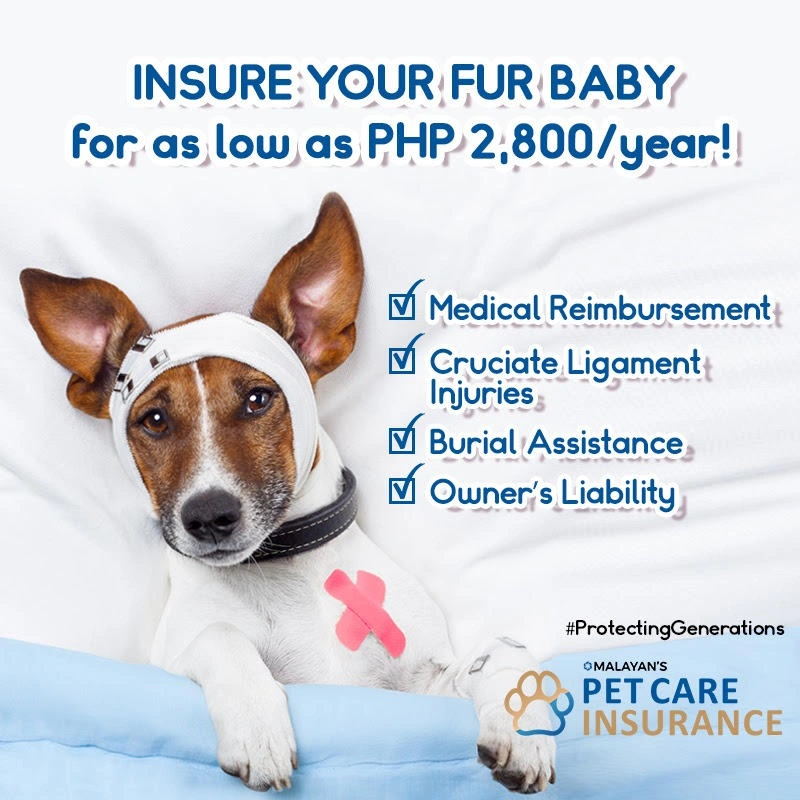 INSURE YOUR FUR BABY
for as low as PHP 2,800/year!
Medical Reimbursement
Cruciate Ligament
Injuries
Burial Assistance
Owner's Liability
#ProtectingGenerations
MALAYAN'S
PET CARE
INSURANCE